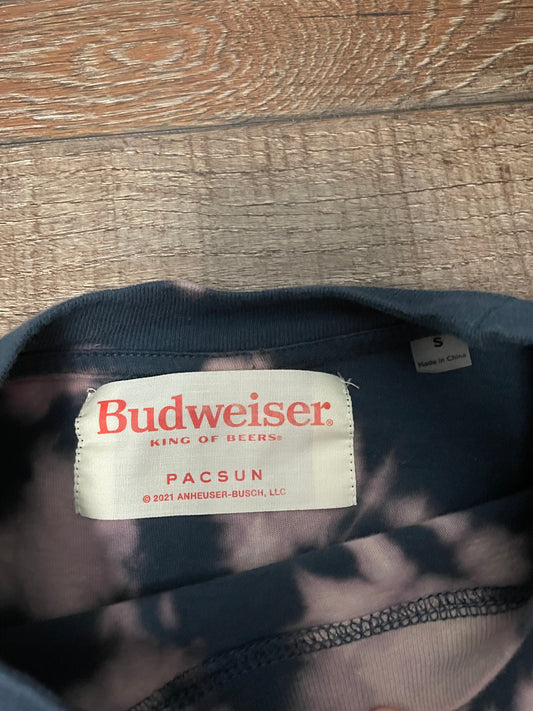 S
Made in China
Budweiser®
KING OF BEERS®
PACSUN
© 2021 ANHEUSER-BUSCH, LLC